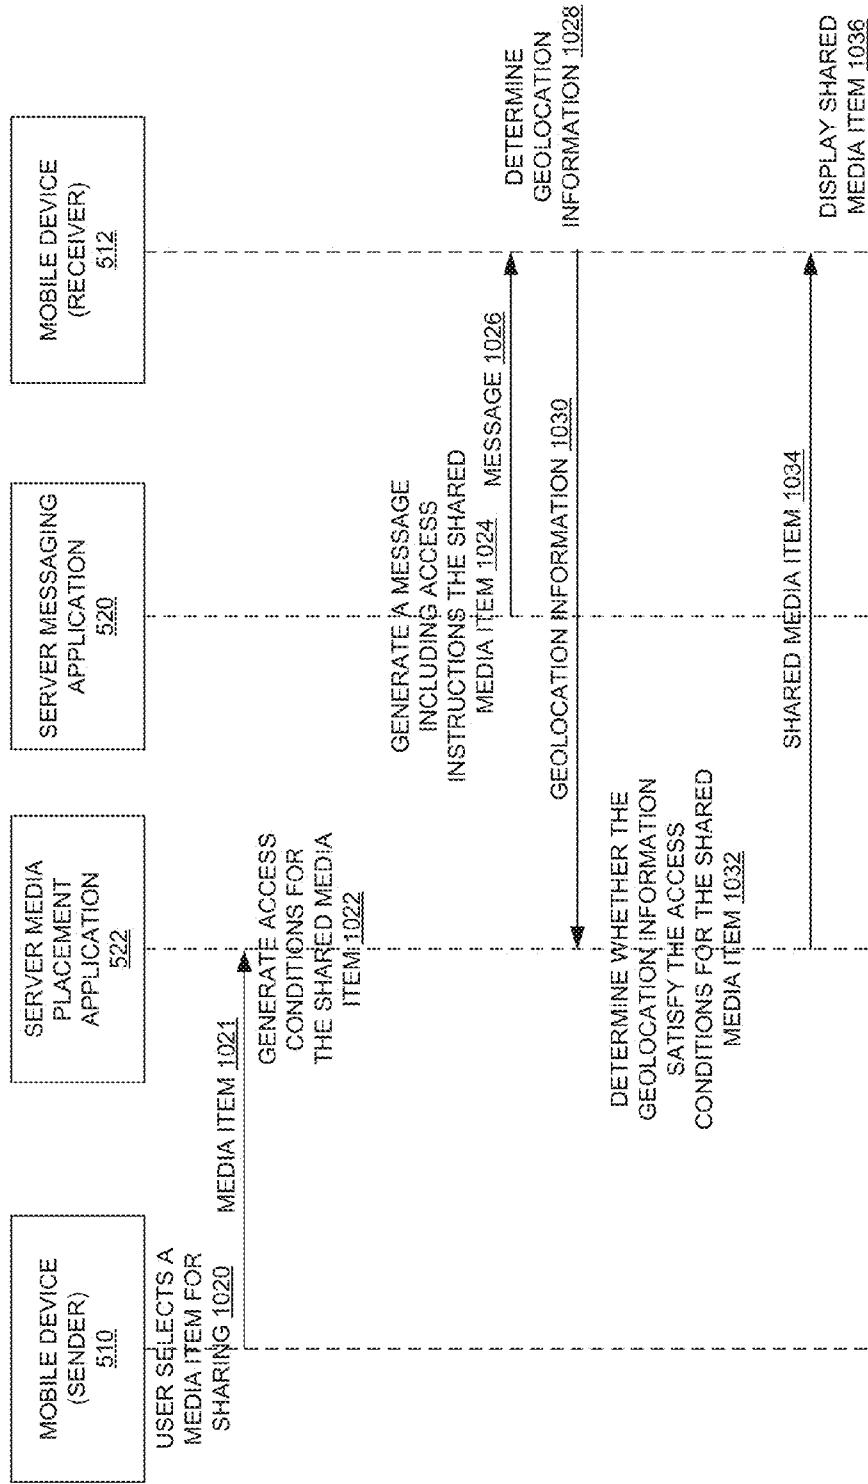 MOBILE DEVICE
(SENDER)
510
SERVER MEDIA
PLACEMENT
APPLICATION
522
SERVER MESSAGING
APPLICATION
520
MOBILE DEVICE
(RECEIVER)
512
USER SELECTS A
MEDIA ITEM FOR
SHARING 1020
MEDIA ITEM 1021
GENERATE ACCESS
CONDITIONS FOR
THE SHARED MEDIA
ITEM 1022
GENERATE A MESSAGE
INCLUDING ACCESS
INSTRUCTIONS THE SHARED
MEDIA ITEM 1024
MESSAGE 1026
DETERMINE
GEOLOCATION
INFORMATION 1028
GEOLOCATION INFORMATION 1030
DETERMINE WHETHER THE
GEOLOCATION INFORMATION
SATISFY THE ACCESS
CONDITIONS FOR THE SHARED
MEDIA ITEM 1032
SHARED MEDIA ITEM 1034
DISPLAY SHARED
MEDIA ITEM 1036